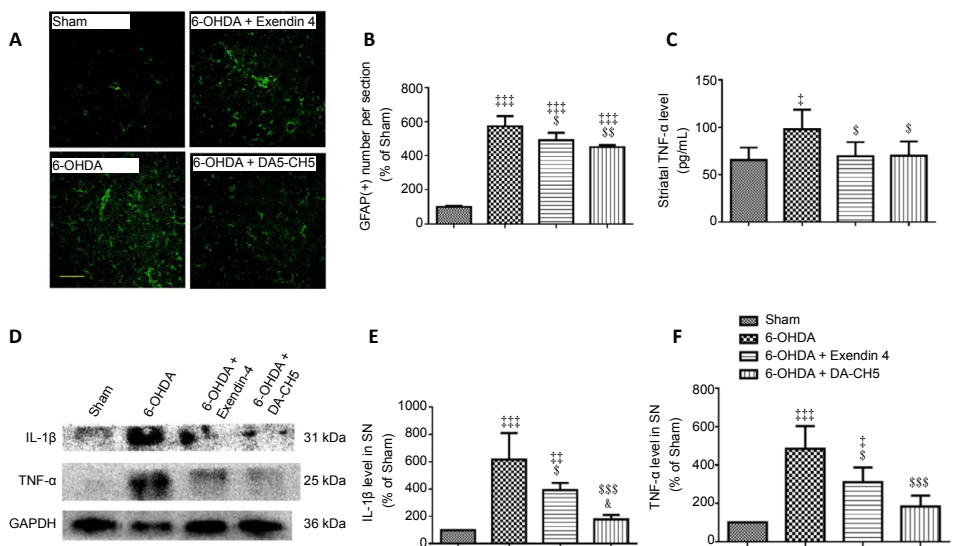 A
Sham
6-OHDA + Exendin 4
6-OHDA
6-OHDA + DA5-CH5
B
GFAP(+) number per section
(% of Sham)
800
600
400
200
0
‡‡‡
‡‡‡
$
‡‡‡
$$
C
Striatal TNF-α level
(pg/mL)
150
100
50
0
‡
$
$
D
Sham
6-OHDA
6-OHDA +
Exendin-4
6-OHDA +
DA-CH5
IL-1β
31 kDa
TNF-α
25 kDa
GAPDH
36 kDa
E
IL-1β level in SN
(% of Sham)
1000
800
600
400
200
0
‡‡‡
‡‡
$
$$$
&
F
Sham
6-OHDA
6-OHDA + Exendin 4
6-OHDA + DA-CH5
TNF-α level in SN
(% of Sham)
800
600
400
200
0
‡‡‡
‡
$
$$$